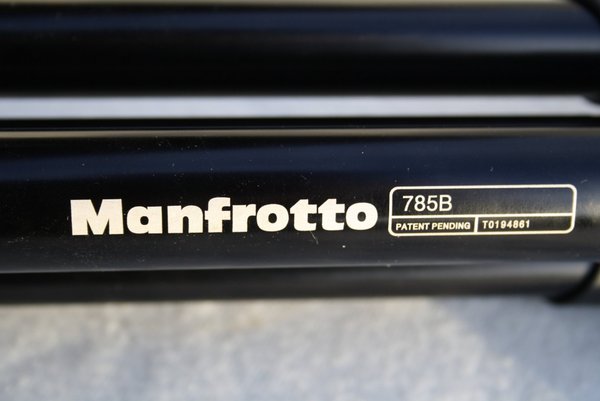 Manfrotto
785B
PATENT PENDING T0194861